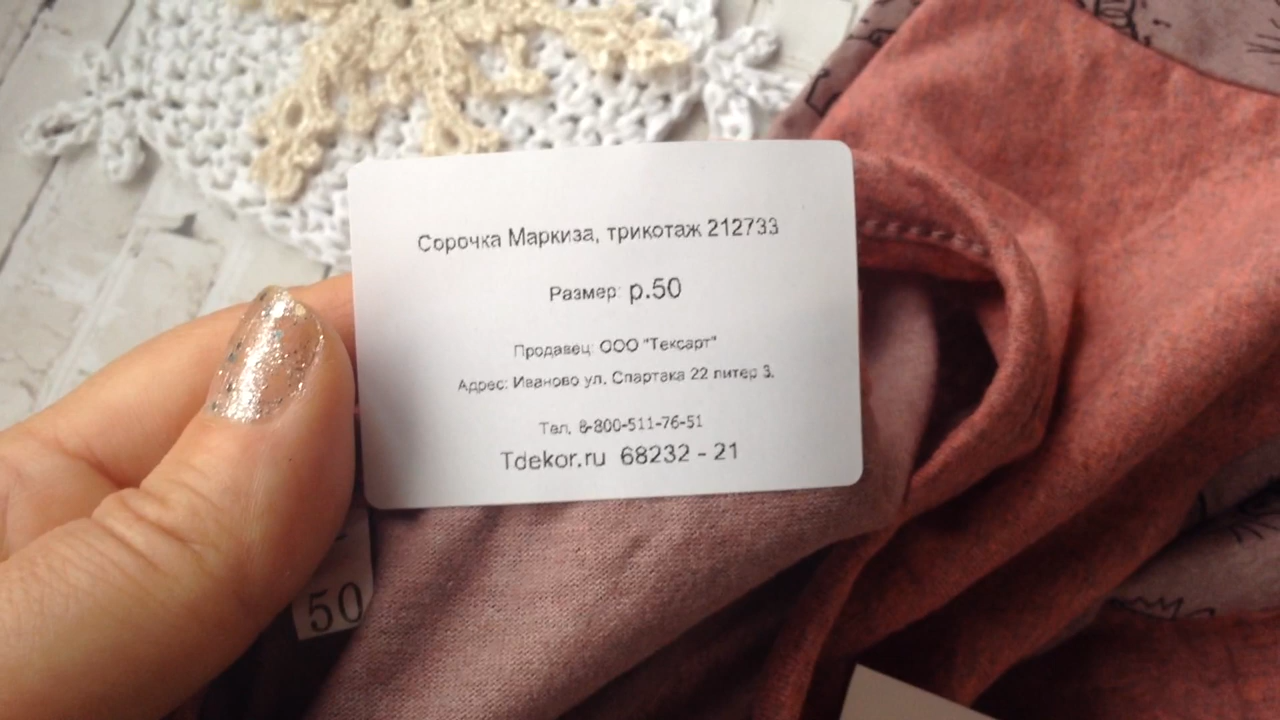 Сорочка Маркиза, трикотаж 212733
Размер: р.50
Продавец: ООО "Тексарт"
Адрес: Иваново ул. Спартака 22 литер 3.
Тел. 8-800-511-76-51
Tdekor.ru 68232 - 21
50